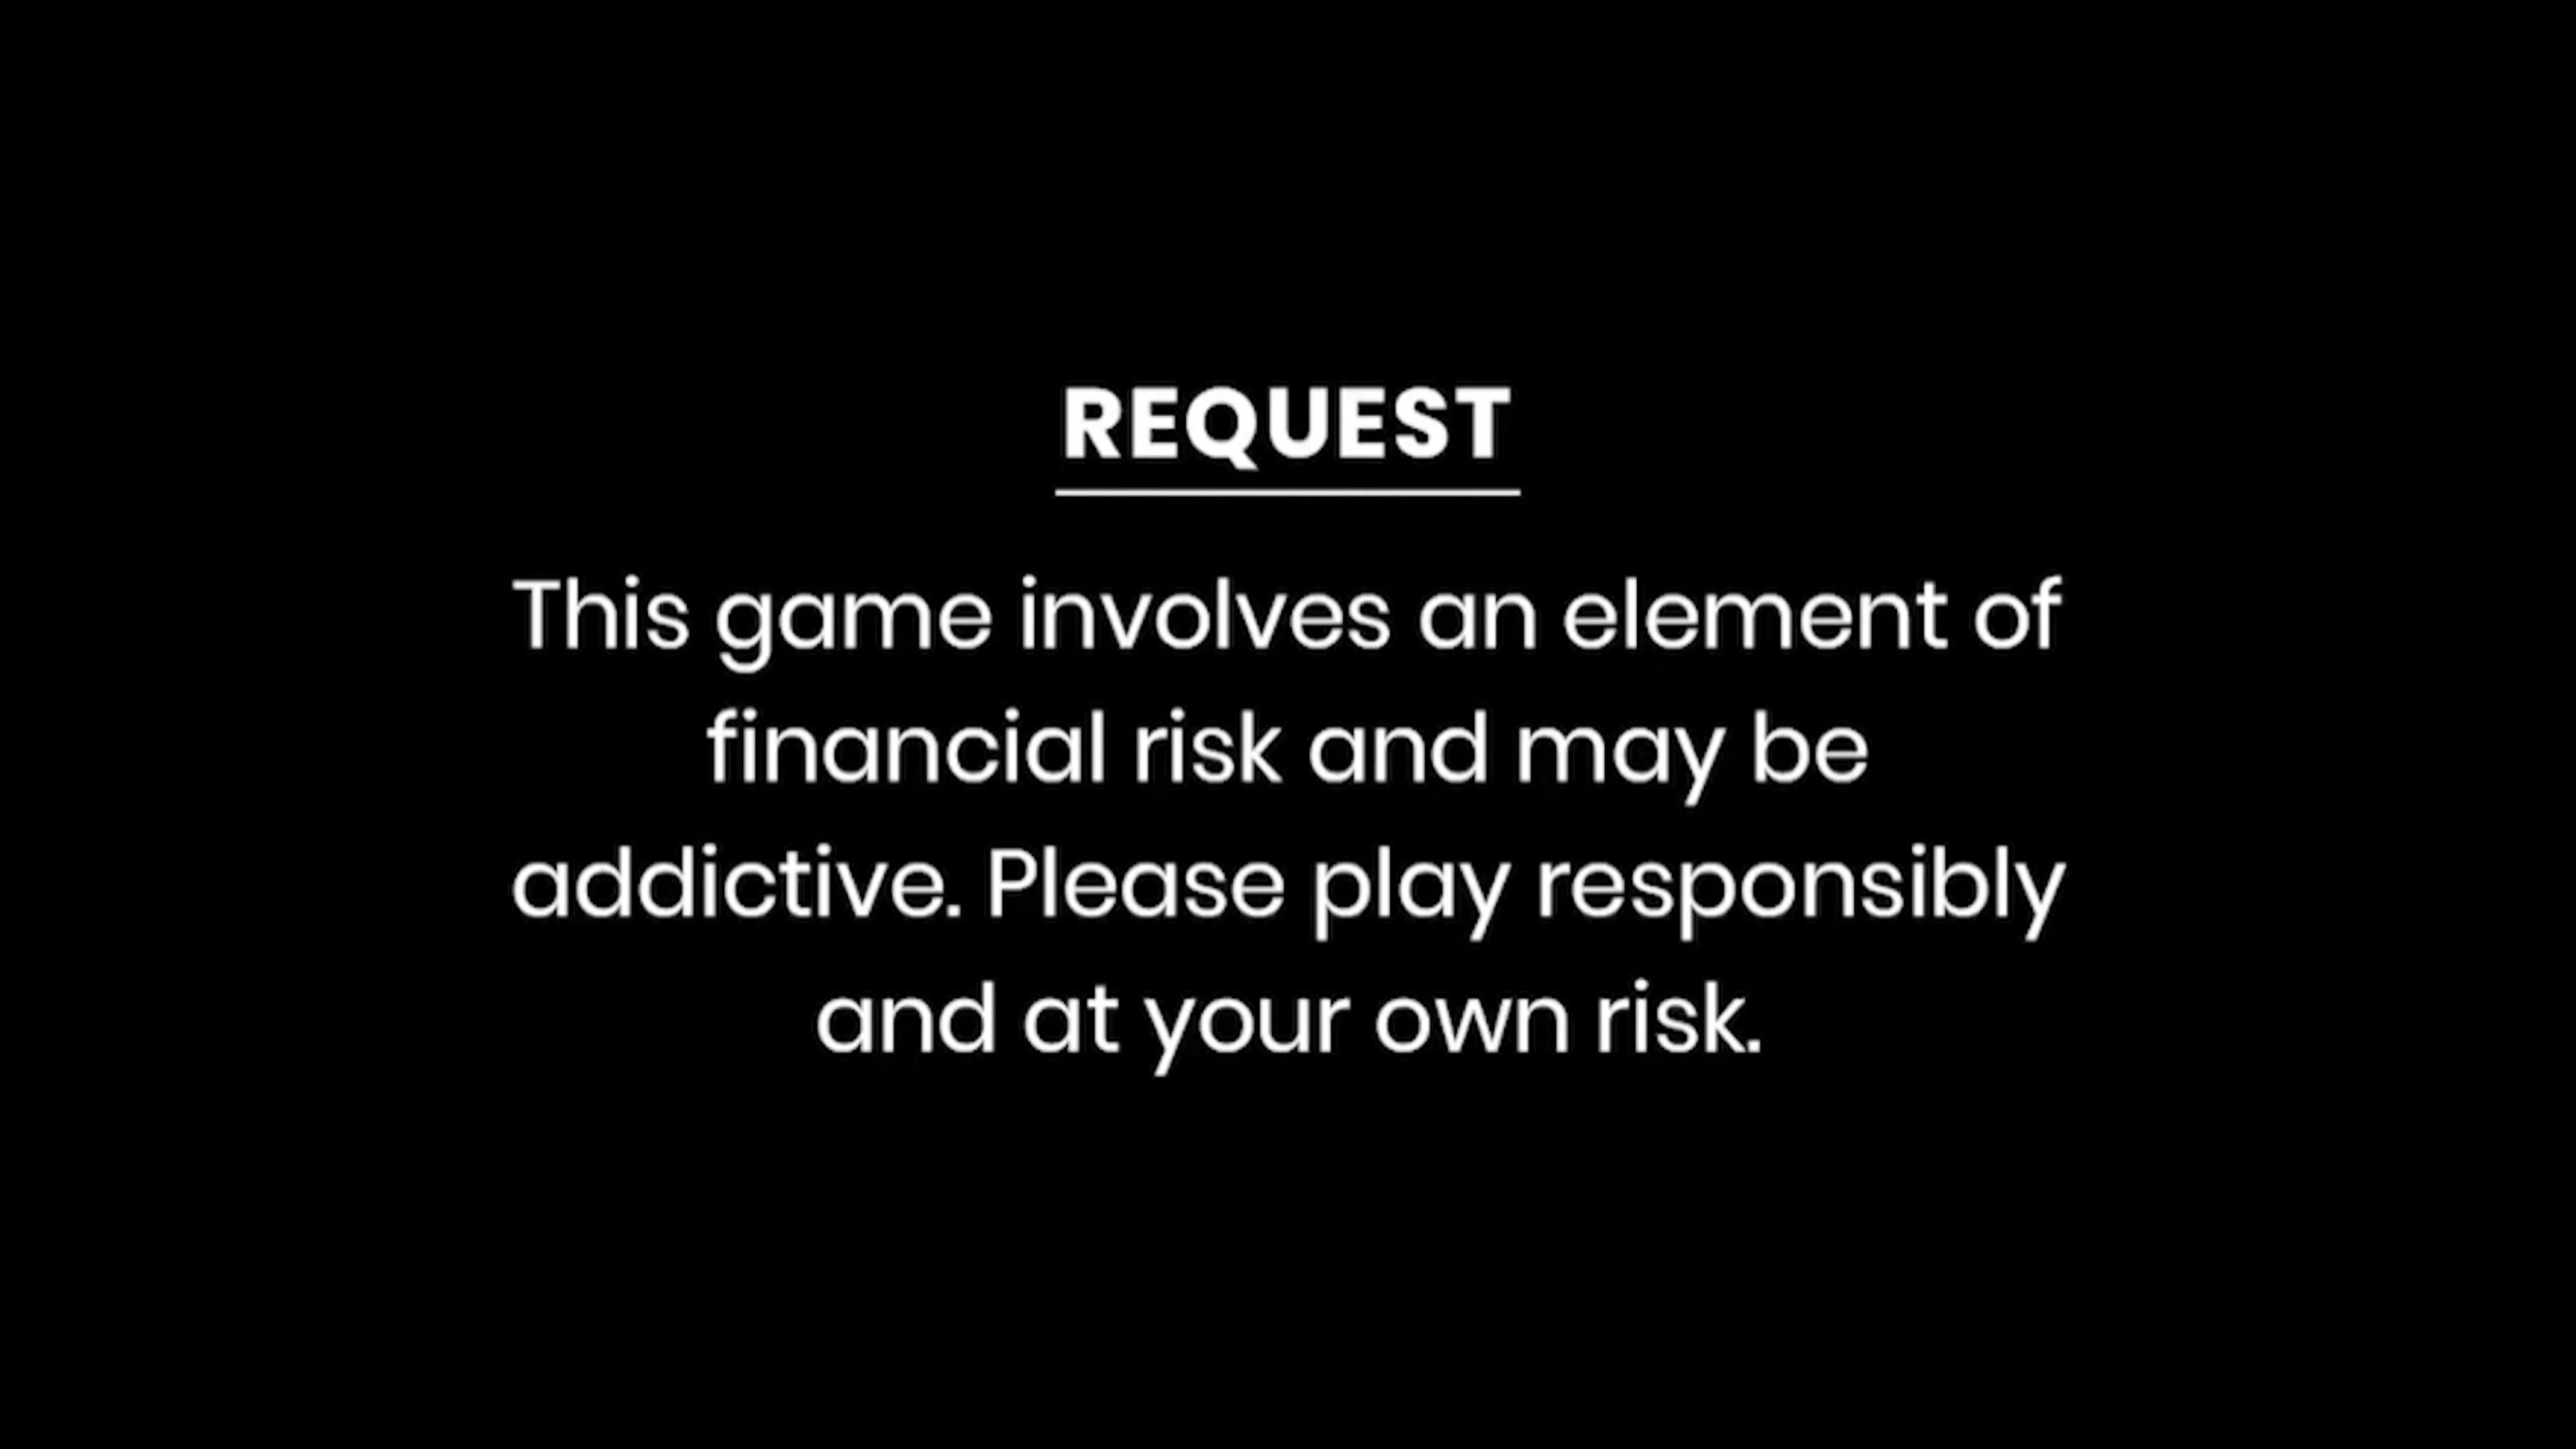 REQUEST
This game involves an element of
financial risk and may be
addictive. Please play responsibly
and at your own risk.